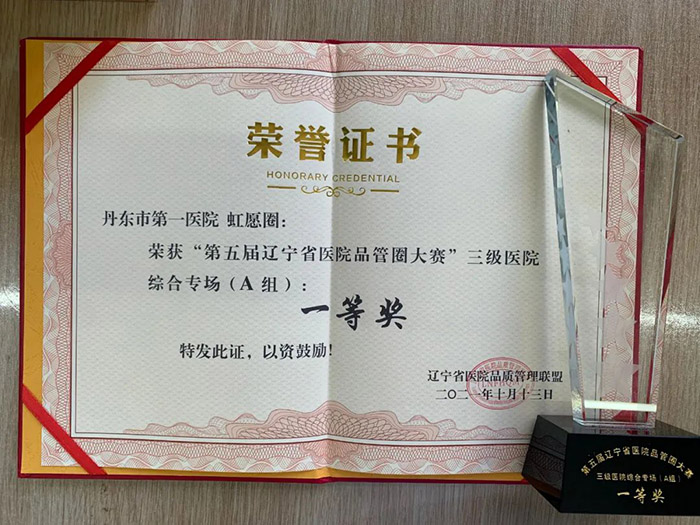 荣誉证书
HONORARY CREDENTIAL
丹东市第一医院 虹愿圈:
荣获“第五届辽宁省医院品管圈大赛”三级医院
综合专场(A组):
一等奖
特发此证,以资鼓励!
辽宁省医院品质管理联盟
二〇二一年十月十三日
第五届辽宁省医院品管圈大赛
三级医院综合专场(A组)
一等奖